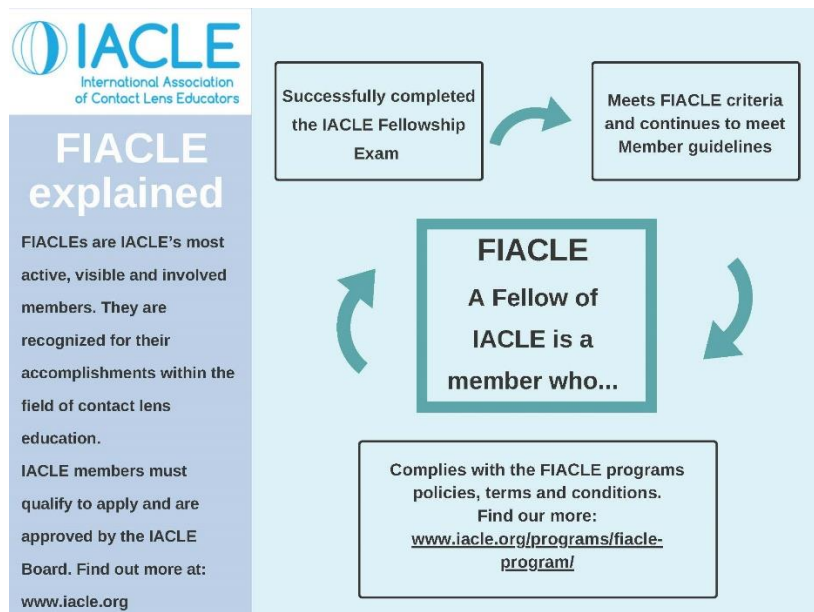 IACLE
International Association
of Contact Lens Educators
FIACLE
explained
FIACLEs are IACLE's most
active, visible and involved
members. They are
recognized for their
accomplishments within the
field of contact lens
education.
IACLE members must
qualify to apply and are
approved by the IACLE
Board. Find out more at:
www.iacle.org
Successfully completed
the IACLE Fellowship
Exam
Meets FIACLE criteria
and continues to meet
Member guidelines
FIACLE
A Fellow of
IACLE is a
member who...
Complies with the FIACLE programs
policies, terms and conditions.
Find our more:
www.iacle.org/programs/fiacle-
program/